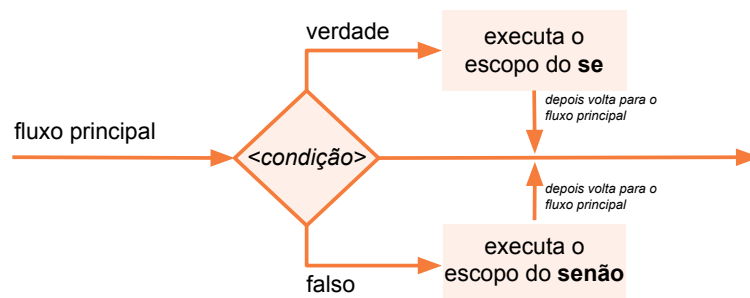 verdade
executa o
escopo do se
depois volta para o
fluxo principal
fluxo principal
<condição>
depois volta para o
fluxo principal
executa o
escopo do senão
falso